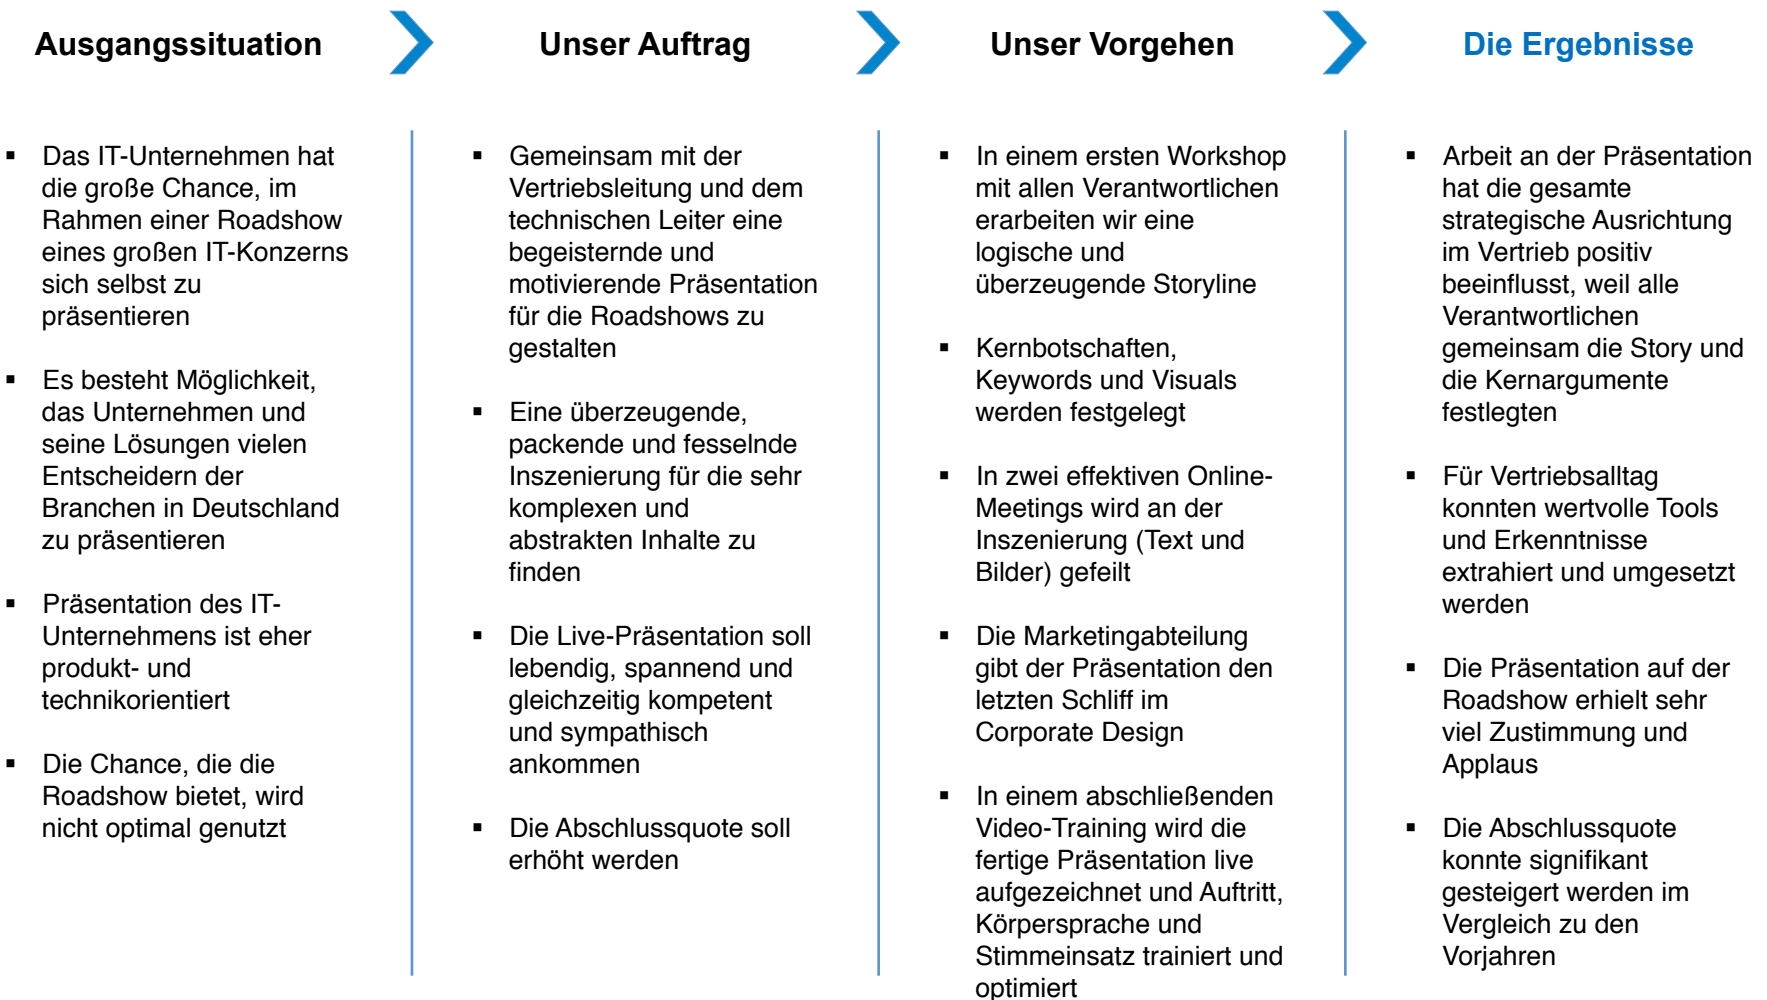 Ausgangssituation
Unser Auftrag
Unser Vorgehen
Die Ergebnisse
▪ Das IT-Unternehmen hat
die große Chance, im
Rahmen einer Roadshow
eines großen IT-Konzerns
sich selbst zu
präsentieren
▪ Es besteht Möglichkeit,
das Unternehmen und
seine Lösungen vielen
Entscheidern der
Branchen in Deutschland
zu präsentieren
▪ Präsentation des IT-
Unternehmens ist eher
produkt- und
technikorientiert
▪ Die Chance, die die
Roadshow bietet, wird
nicht optimal genutzt
▪ Gemeinsam mit der
Vertriebsleitung und dem
technischen Leiter eine
begeisternde und
motivierende Präsentation
für die Roadshows zu
gestalten
▪ Eine überzeugende,
packende und fesselnde
Inszenierung für die sehr
komplexen und
abstrakten Inhalte zu
finden
▪ Die Live-Präsentation soll
lebendig, spannend und
gleichzeitig kompetent
und sympathisch
ankommen
▪ Die Abschlussquote soll
erhöht werden
▪ In einem ersten Workshop
mit allen Verantwortlichen
erarbeiten wir eine
logische und
überzeugende Storyline
▪ Kernbotschaften,
Keywords und Visuals
werden festgelegt
▪ In zwei effektiven Online-
Meetings wird an der
Inszenierung (Text und
Bilder) gefeilt
▪ Die Marketingabteilung
gibt der Präsentation den
letzten Schliff im
Corporate Design
▪ In einem abschließenden
Video-Training wird die
fertige Präsentation live
aufgezeichnet und Auftritt,
Körpersprache und
Stimmeinsatz trainiert und
optimiert
▪ Arbeit an der Präsentation
hat die gesamte
strategische Ausrichtung
im Vertrieb positiv
beeinflusst, weil alle
Verantwortlichen
gemeinsam die Story und
die Kernargumente
festlegten
▪ Für Vertriebsalltag
konnten wertvolle Tools
und Erkenntnisse
extrahiert und umgesetzt
werden
▪ Die Präsentation auf der
Roadshow erhielt sehr
viel Zustimmung und
Applaus
▪ Die Abschlussquote
konnte signifikant
gesteigert werden im
Vergleich zu den
Vorjahren